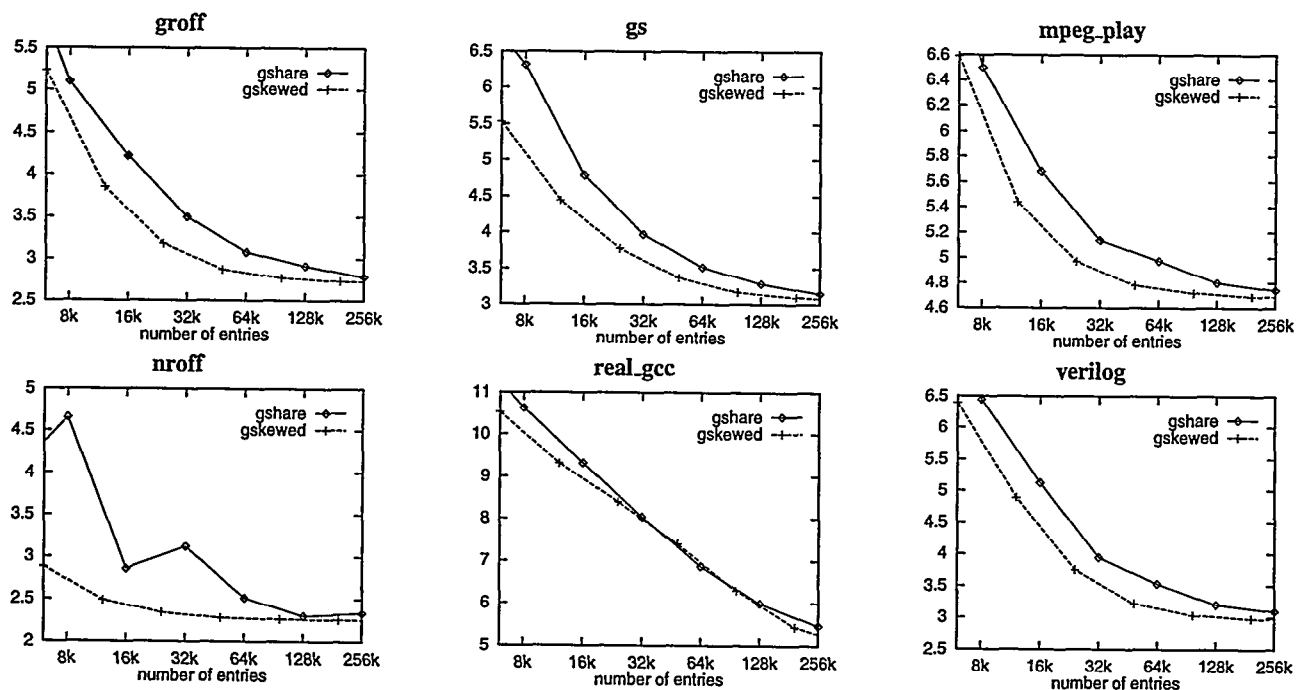 groff
5.5
5
4.5
4
3.5
3
2.5
gshare
gskewed
8k 16k 32k 64k 128k 256k
number of entries
gs
6.5
6
5.5
5
4.5
4
3.5
3
gshare
gskewed
8k 16k 32k 64k 128k 256k
number of entries
mpeg_play
6.6
6.4
6.2
6
5.8
5.6
5.4
5.2
5
4.8
4.6
gshare
gskewed
8k 16k 32k 64k 128k 256k
number of entries
nroff
5
4.5
4
3.5
3
2.5
2
gshare
gskewed
8k 16k 32k 64k 128k 256k
number of entries
real_gcc
11
10
9
8
7
6
5
gshare
gskewed
8k 16k 32k 64k 128k 256k
number of entries
verilog
6.5
6
5.5
5
4.5
4
3.5
3
2.5
gshare
gskewed
8k 16k 32k 64k 128k 256k
number of entries